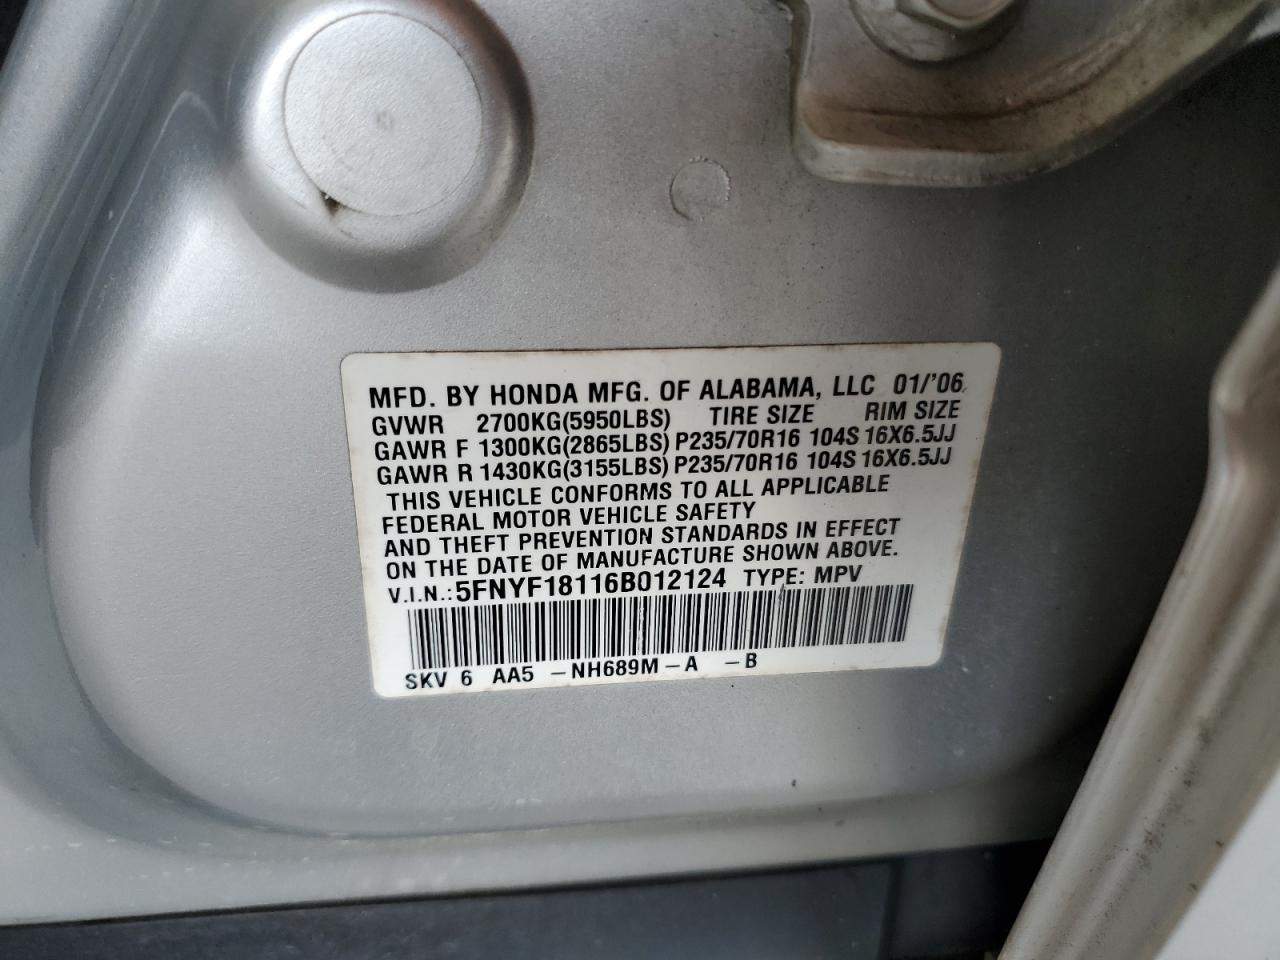 MFD. BY HONDA MFG. OF ALABAMA, LLC 01/'06
GVWR 2700KG(5950LBS) TIRE SIZE RIM SIZE
GAWR F 1300KG(2865LBS) P235/70R16 104S 16X6.5JJ
GAWR R 1430KG(3155LBS) P235/70R16 104S 16X6.5JJ
THIS VEHICLE CONFORMS TO ALL APPLICABLE
FEDERAL MOTOR VEHICLE SAFETY
AND THEFT PREVENTION STANDARDS IN EFFECT
ON THE DATE OF MANUFACTURE SHOWN ABOVE.
V.I.N.: 5FNYF18116B012124 TYPE: MPV
SKV 6 AA5 -NH689M-A -B